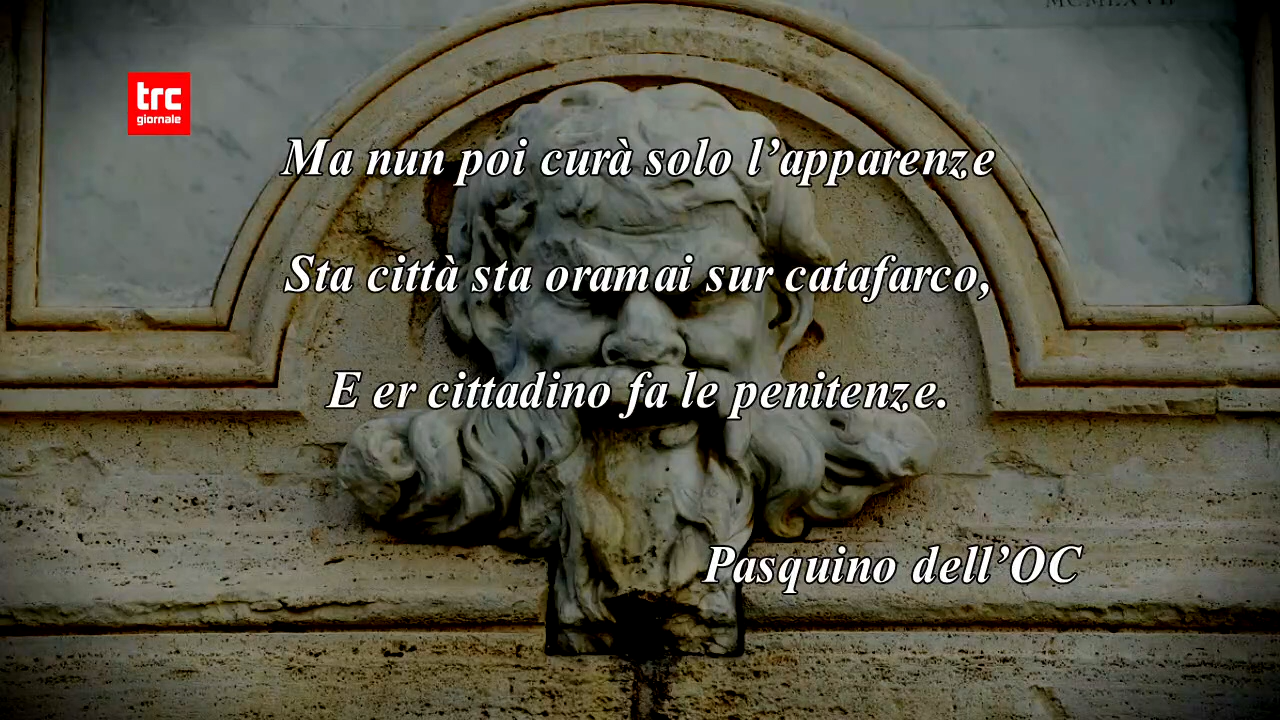 MCMLXVII
trc
giornale
Ma nun poi curà solo l’apparenze
Sta città sta oramai sur catafarco,
E er cittadino fa le penitenze.
Pasquino dell’OC